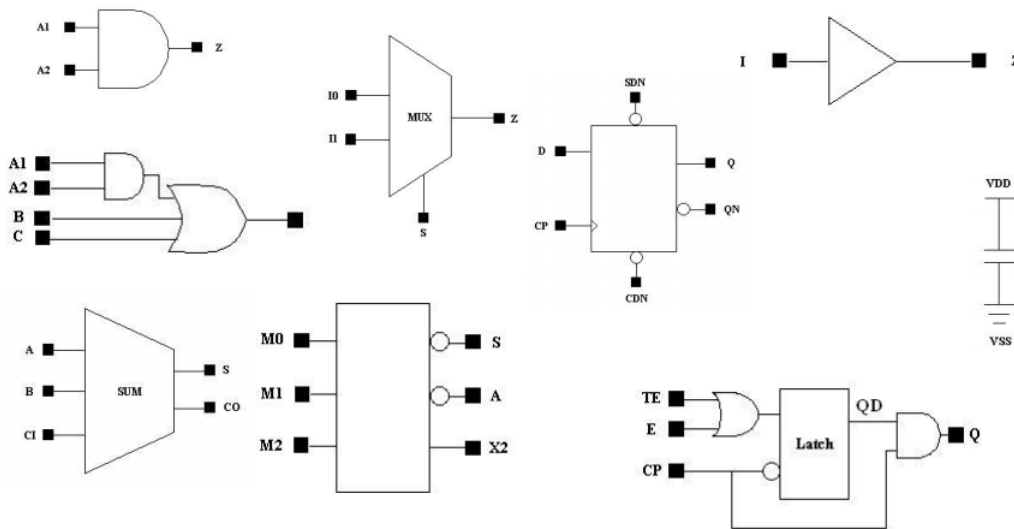 A1
A2
Z
I0
I1
MUX
Z
S
SDN
D
Q
QN
CP
CDN
I
A1
A2
B
C
VDD
VSS
A
B
CI
SUM
S
CO
M0
M1
M2
S
A
X2
TE
E
CP
Latch
QD
Q